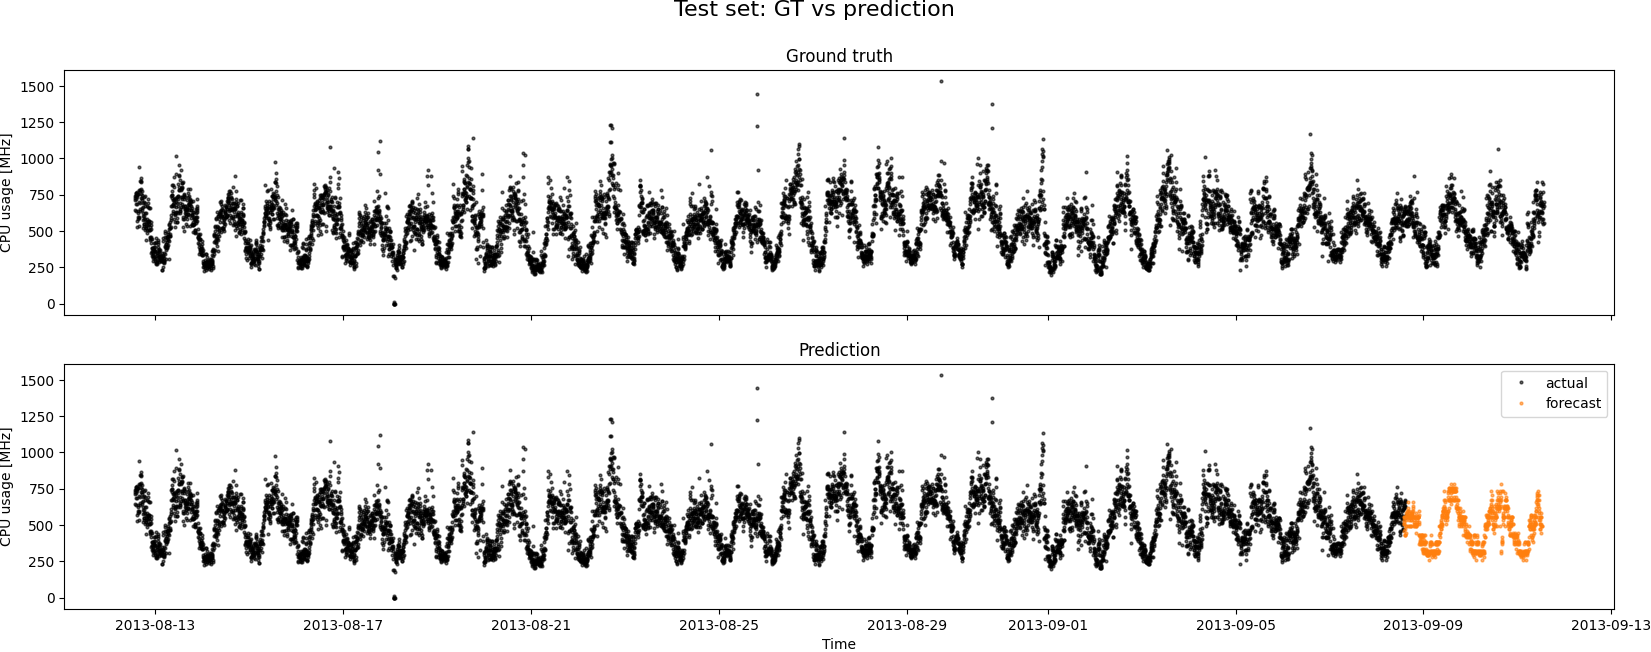 Test set: GT vs prediction
Ground truth
CPU usage [MHz]
1500
1250
1000
750
500
250
0
Prediction
CPU usage [MHz]
1500
1250
1000
750
500
250
0
actual
forecast
2013-08-13 2013-08-17 2013-08-21 2013-08-25 2013-08-29 2013-09-01 2013-09-05 2013-09-09 2013-09-13
Time